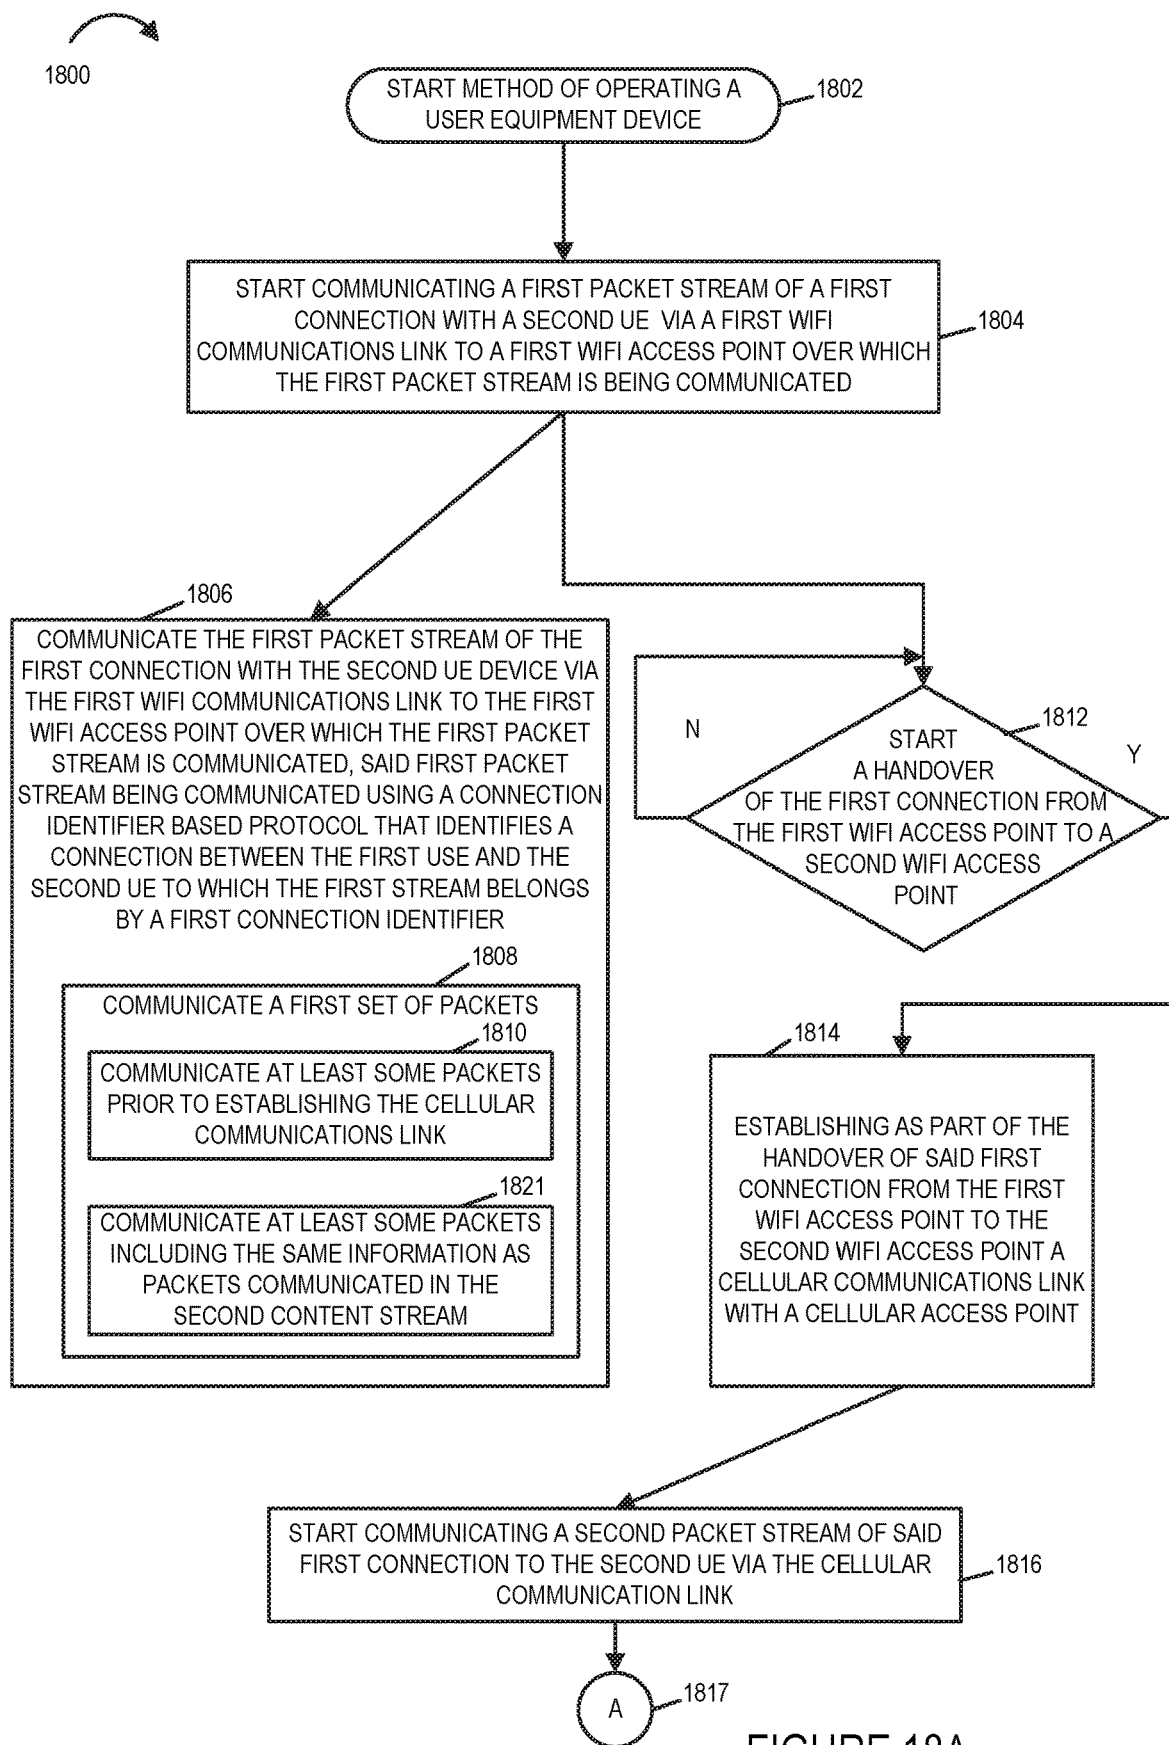 1800
START METHOD OF OPERATING A
USER EQUIPMENT DEVICE
1802
START COMMUNICATING A FIRST PACKET STREAM OF A FIRST
CONNECTION WITH A SECOND UE VIA A FIRST WIFI
COMMUNICATIONS LINK TO A FIRST WIFI ACCESS POINT OVER WHICH
THE FIRST PACKET STREAM IS BEING COMMUNICATED
1804
1806
COMMUNICATE THE FIRST PACKET STREAM OF THE
FIRST CONNECTION WITH THE SECOND UE DEVICE VIA
THE FIRST WIFI COMMUNICATIONS LINK TO THE FIRST
WIFI ACCESS POINT OVER WHICH THE FIRST PACKET
STREAM IS COMMUNICATED, SAID FIRST PACKET
STREAM BEING COMMUNICATED USING A CONNECTION
IDENTIFIER BASED PROTOCOL THAT IDENTIFIES A
CONNECTION BETWEEN THE FIRST USE AND THE
SECOND UE TO WHICH THE FIRST STREAM BELONGS
BY A FIRST CONNECTION IDENTIFIER
1808
COMMUNICATE A FIRST SET OF PACKETS
1810
COMMUNICATE AT LEAST SOME PACKETS
PRIOR TO ESTABLISHING THE CELLULAR
COMMUNICATIONS LINK
1821
COMMUNICATE AT LEAST SOME PACKETS
INCLUDING THE SAME INFORMATION AS
PACKETS COMMUNICATED IN THE
SECOND CONTENT STREAM
N
1812
Y
START
A HANDOVER
OF THE FIRST CONNECTION FROM
THE FIRST WIFI ACCESS POINT TO A
SECOND WIFI ACCESS
POINT
1814
ESTABLISHING AS PART OF THE
HANDOVER OF SAID FIRST
CONNECTION FROM THE FIRST
WIFI ACCESS POINT TO THE
SECOND WIFI ACCESS POINT A
CELLULAR COMMUNICATIONS LINK
WITH A CELLULAR ACCESS POINT
START COMMUNICATING A SECOND PACKET STREAM OF SAID
FIRST CONNECTION TO THE SECOND UE VIA THE CELLULAR
COMMUNICATION LINK
1816
A
1817
FIGURE 18A